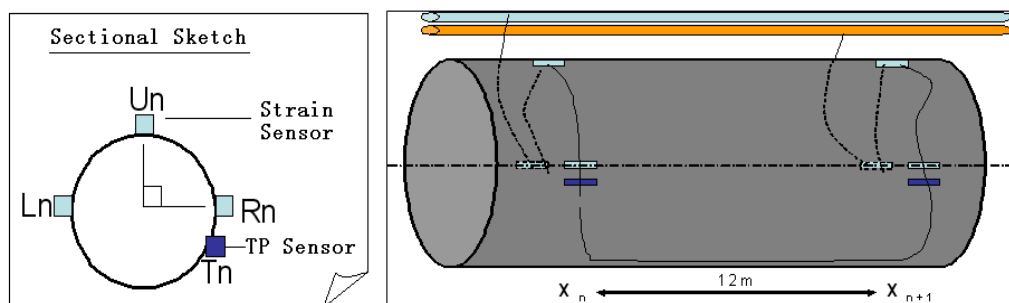 Sectional Sketch
Un
Strain
Sensor
Ln
Rn
TP Sensor
Tn
12m
X n
X n+1